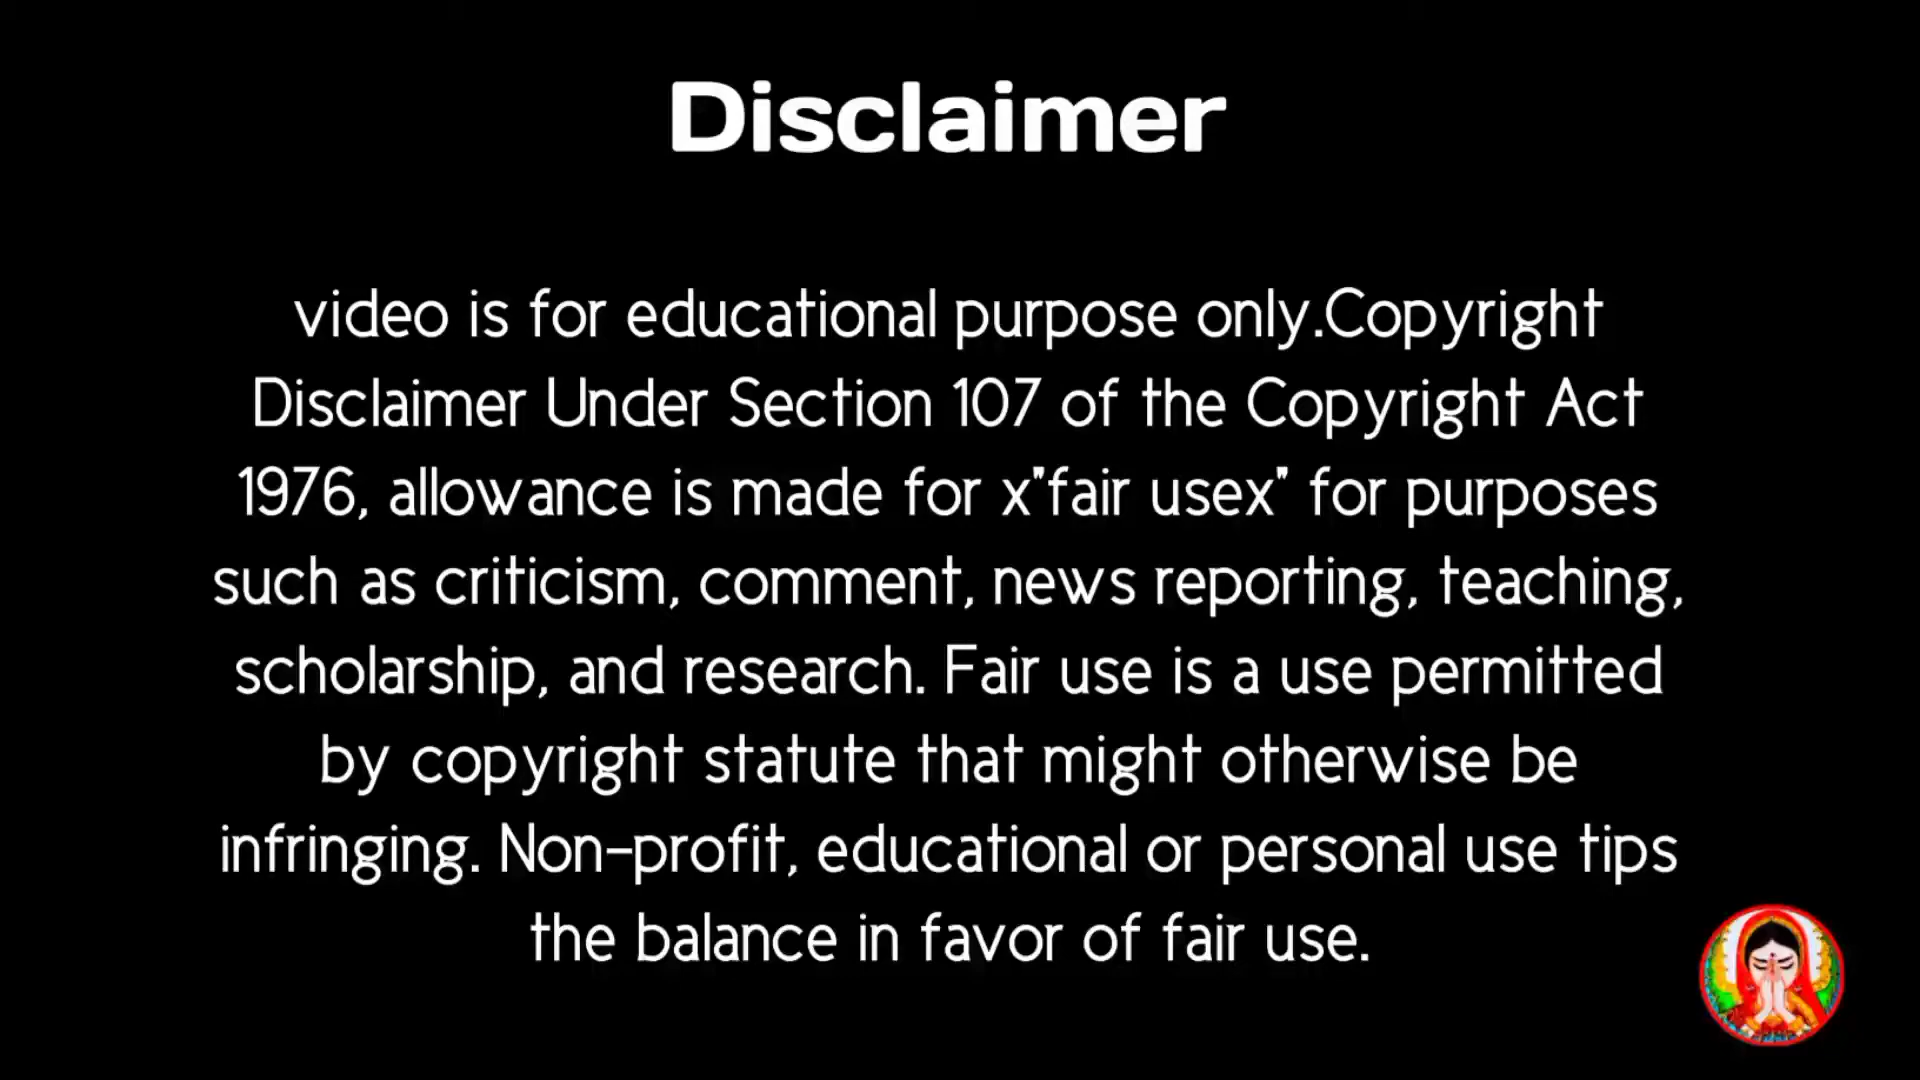 Disclaimer
video is for educational purpose only.Copyright
Disclaimer Under Section 107 of the Copyright Act
1976, allowance is made for x"fair usex" for purposes
such as criticism, comment, news reporting, teaching,
scholarship, and research. Fair use is a use permitted
by copyright statute that might otherwise be
infringing. Non-profit, educational or personal use tips
the balance in favor of fair use.